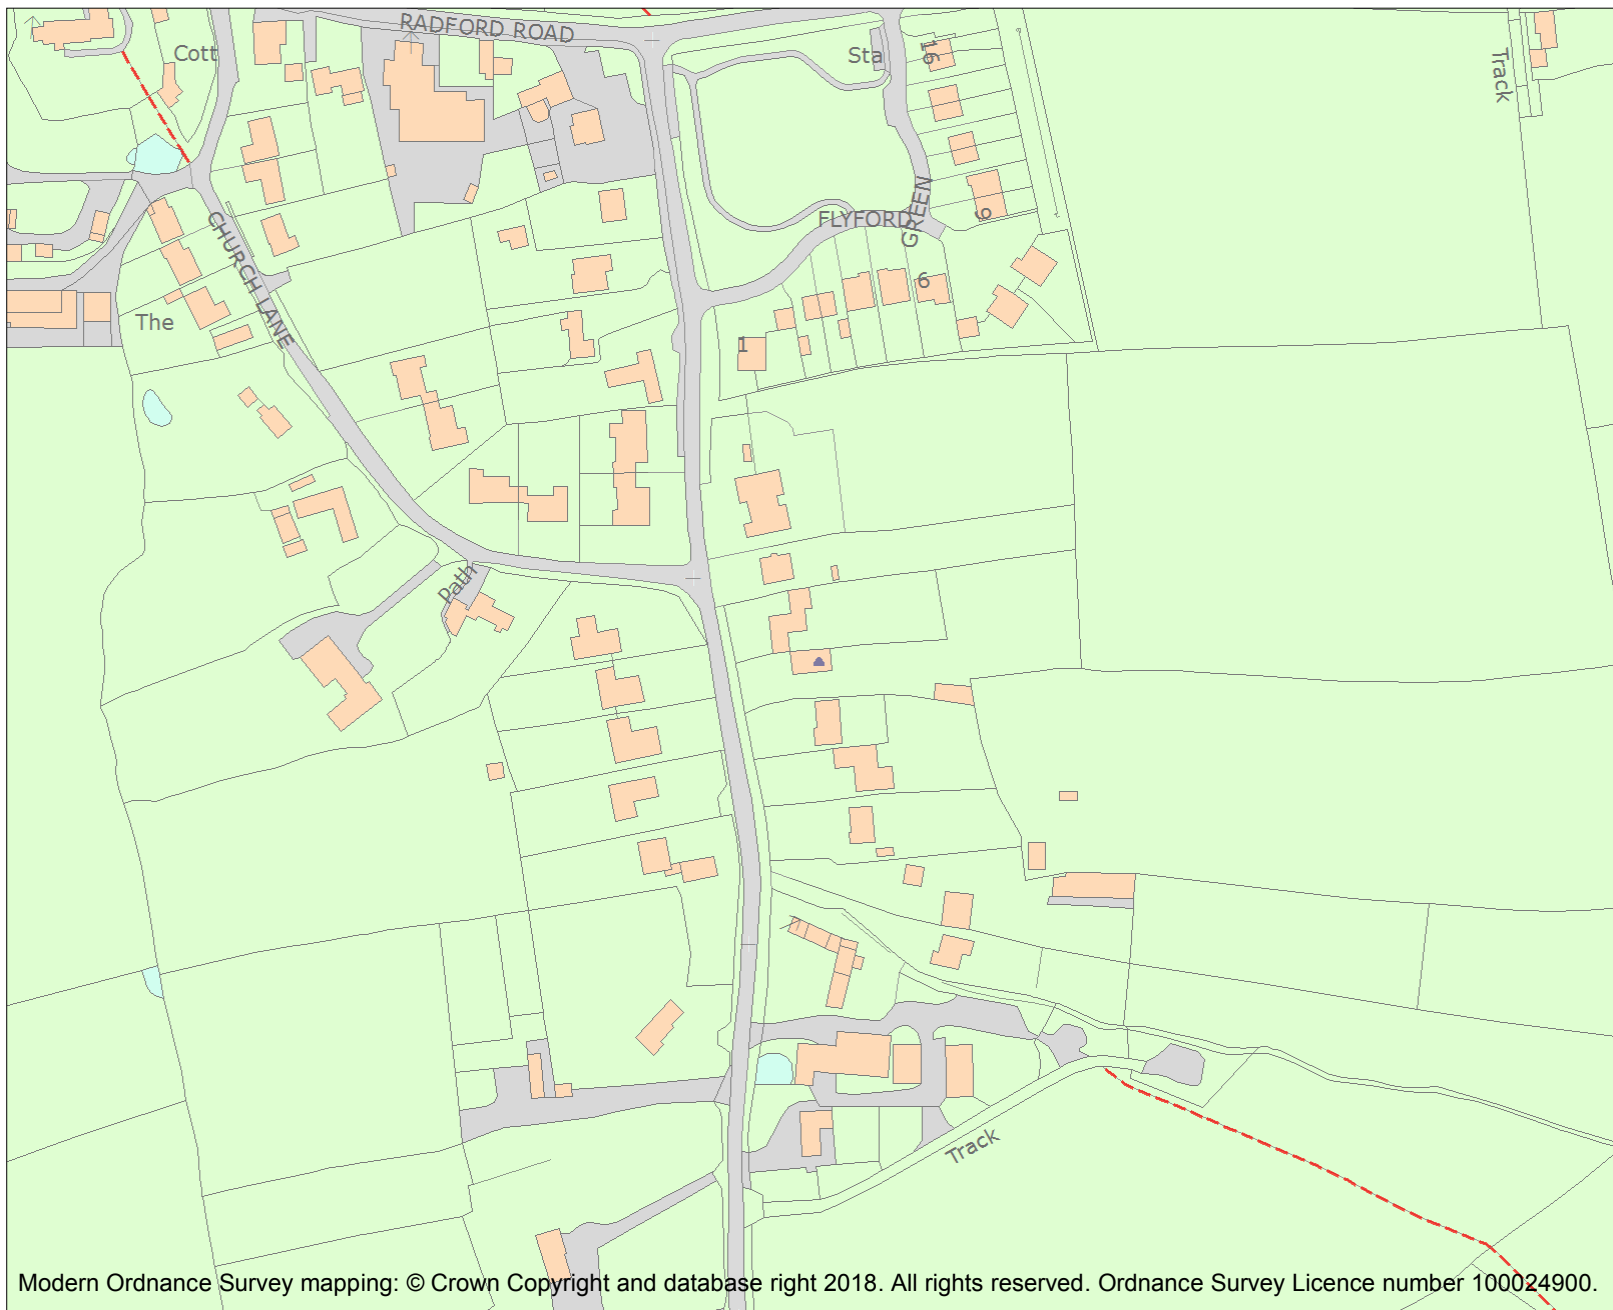 RADFORD ROAD
Cott
Sta
16
Track
FLYFORD
GREEN
9
CHURCH LANE
6
The
1
Path
Track
Modern Ordnance Survey mapping: © Crown Copyright and database right 2018. All rights reserved. Ordnance Survey Licence number 100024900.